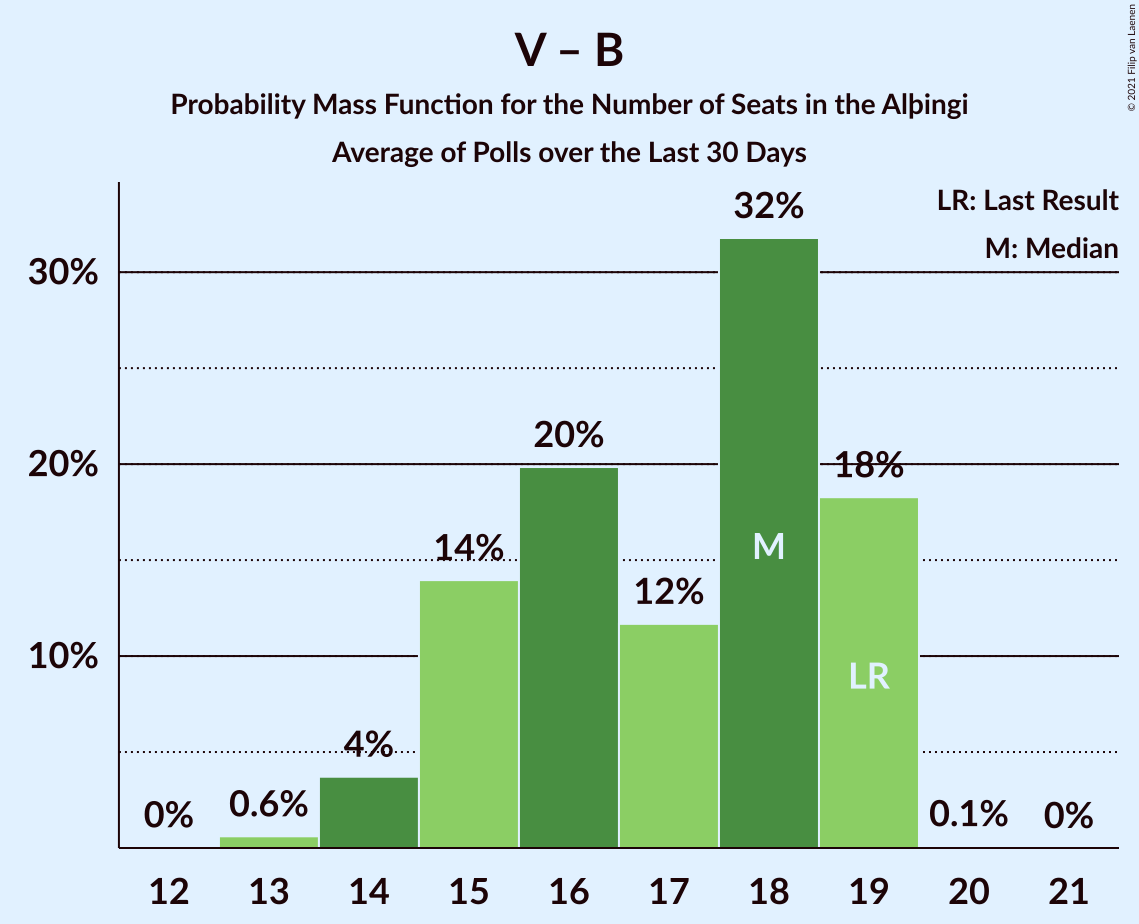 V – B
Probability Mass Function for the Number of Seats in the Alþingi
Average of Polls over the Last 30 Days
© 2021 Filip van Laenen
LR: Last Result
M: Median
32%
30%
20%
20%
18%
14%
M
12%
10%
LR
4%
0%
0.6%
0.1%
0%
12 13 14 15 16 17 18 19 20 21